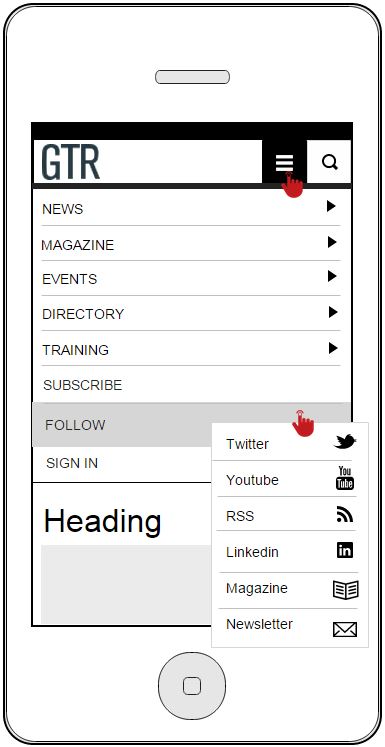 GTR
NEWS
MAGAZINE
EVENTS
DIRECTORY
TRAINING
SUBSCRIBE
FOLLOW
SIGN IN
Twitter
Youtube
You
Tube
RSS
Linkedin
in
Magazine
Newsletter
Heading